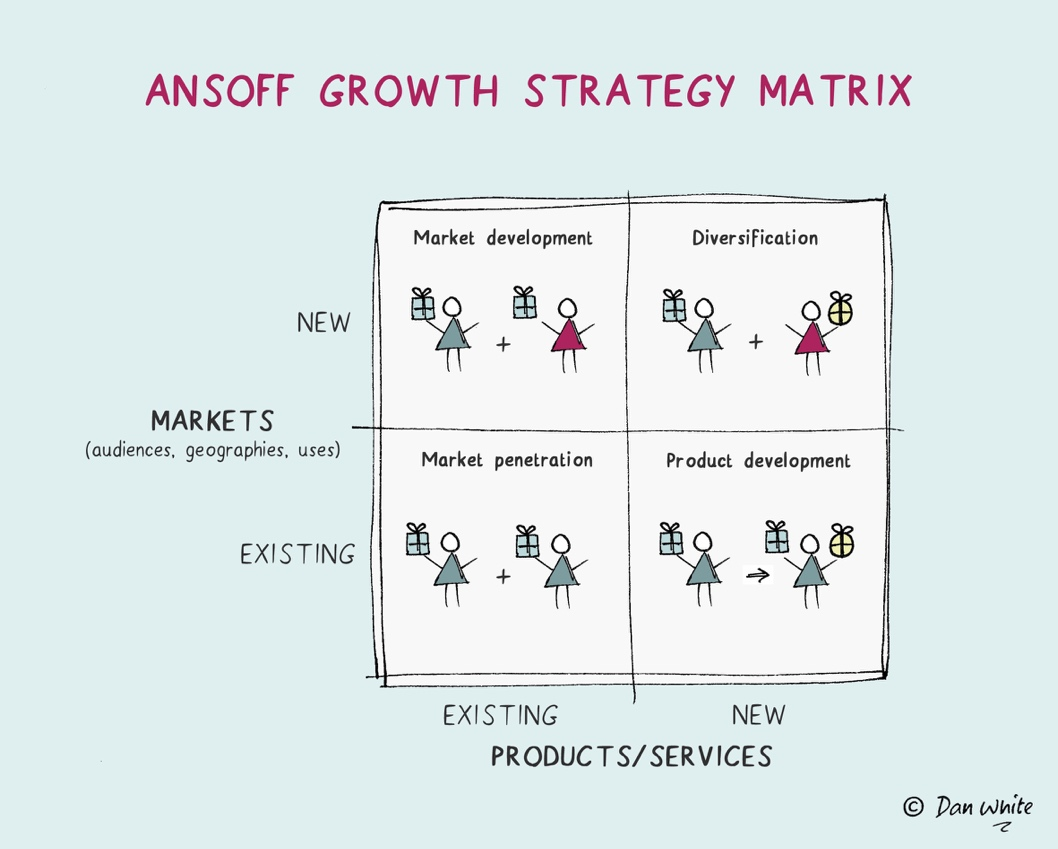 ANSOFF GROWTH STRATEGY MATRIX
Market development
Diversification
NEW
MARKETS
(audiences, geographies, uses)
Market penetration
Product development
EXISTING
EXISTING
NEW
PRODUCTS/SERVICES
© Dan White